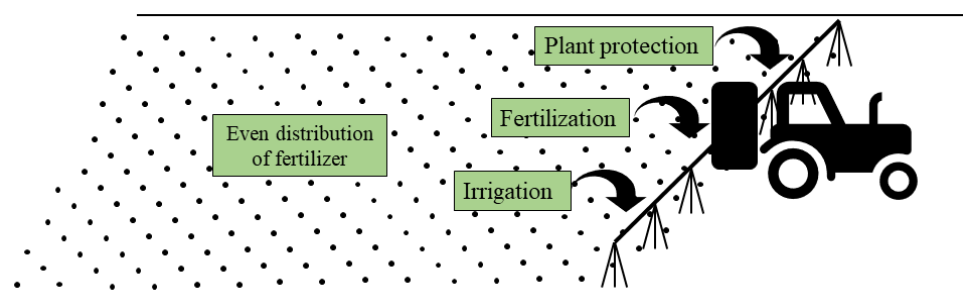 Plant protection
Fertilization
Even distribution
of fertilizer
Irrigation